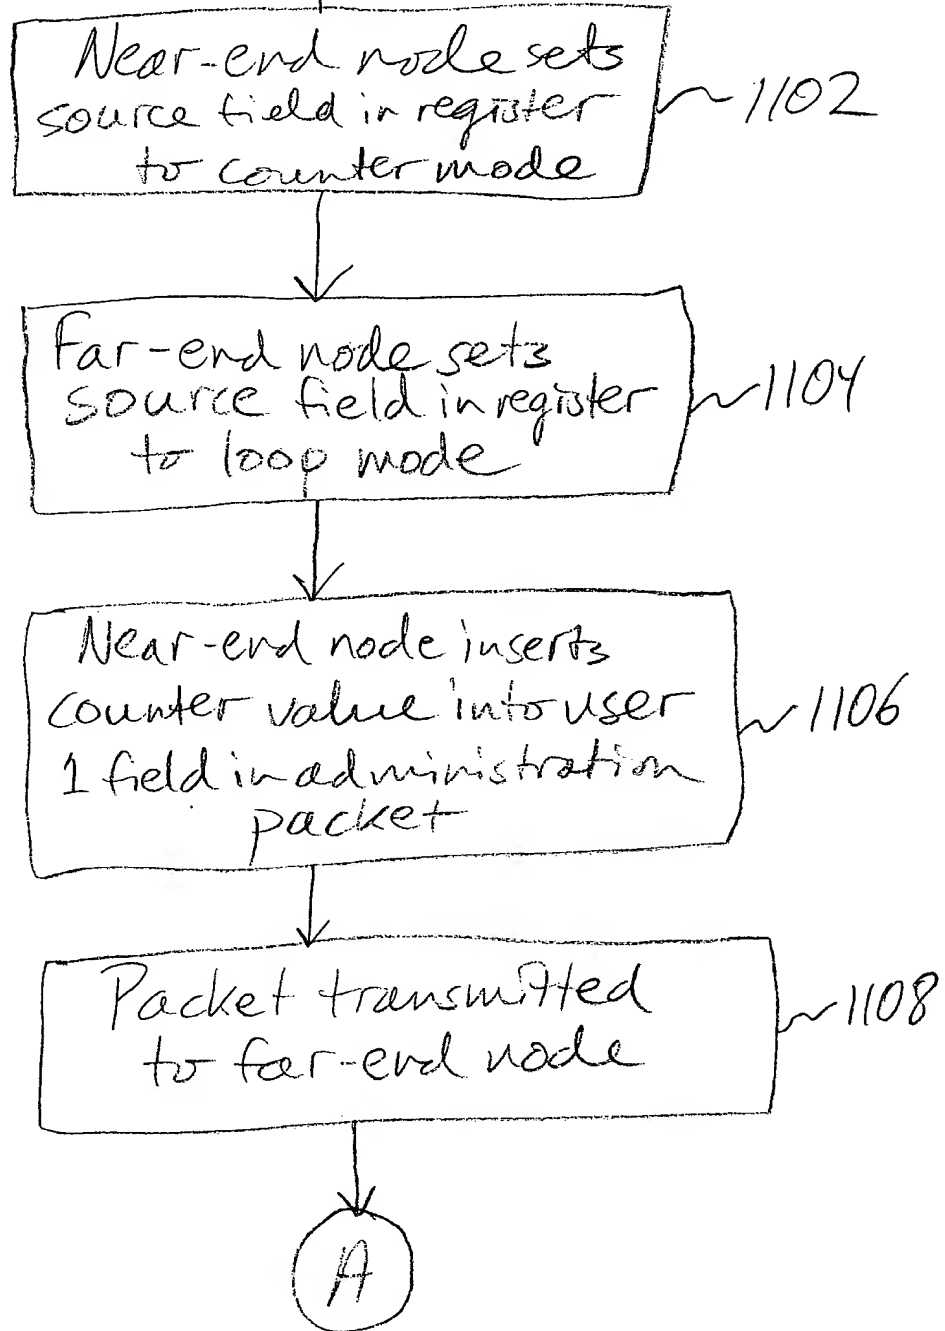 Near-end node sets
source field in register
to counter mode
1102
Far-end node sets
source field in register
to loop mode
1104
Near-end node inserts
counter value into user
1 field in administration
packet
1106
Packet transmitted
to far-end node
1108
A